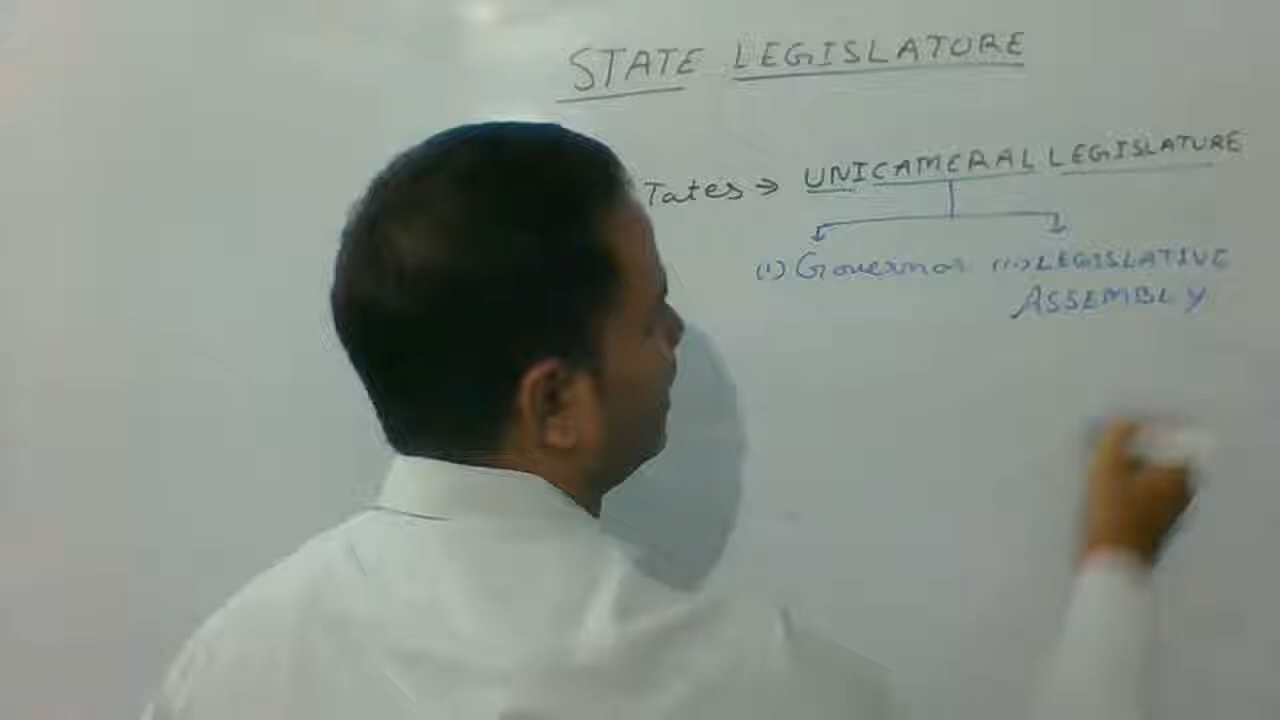 STATE LEGISLATURE
Tates → UNICAMERAL LEGISLATURE
(i) Governor (ii) LEGISLATIVE
ASSEMBLY